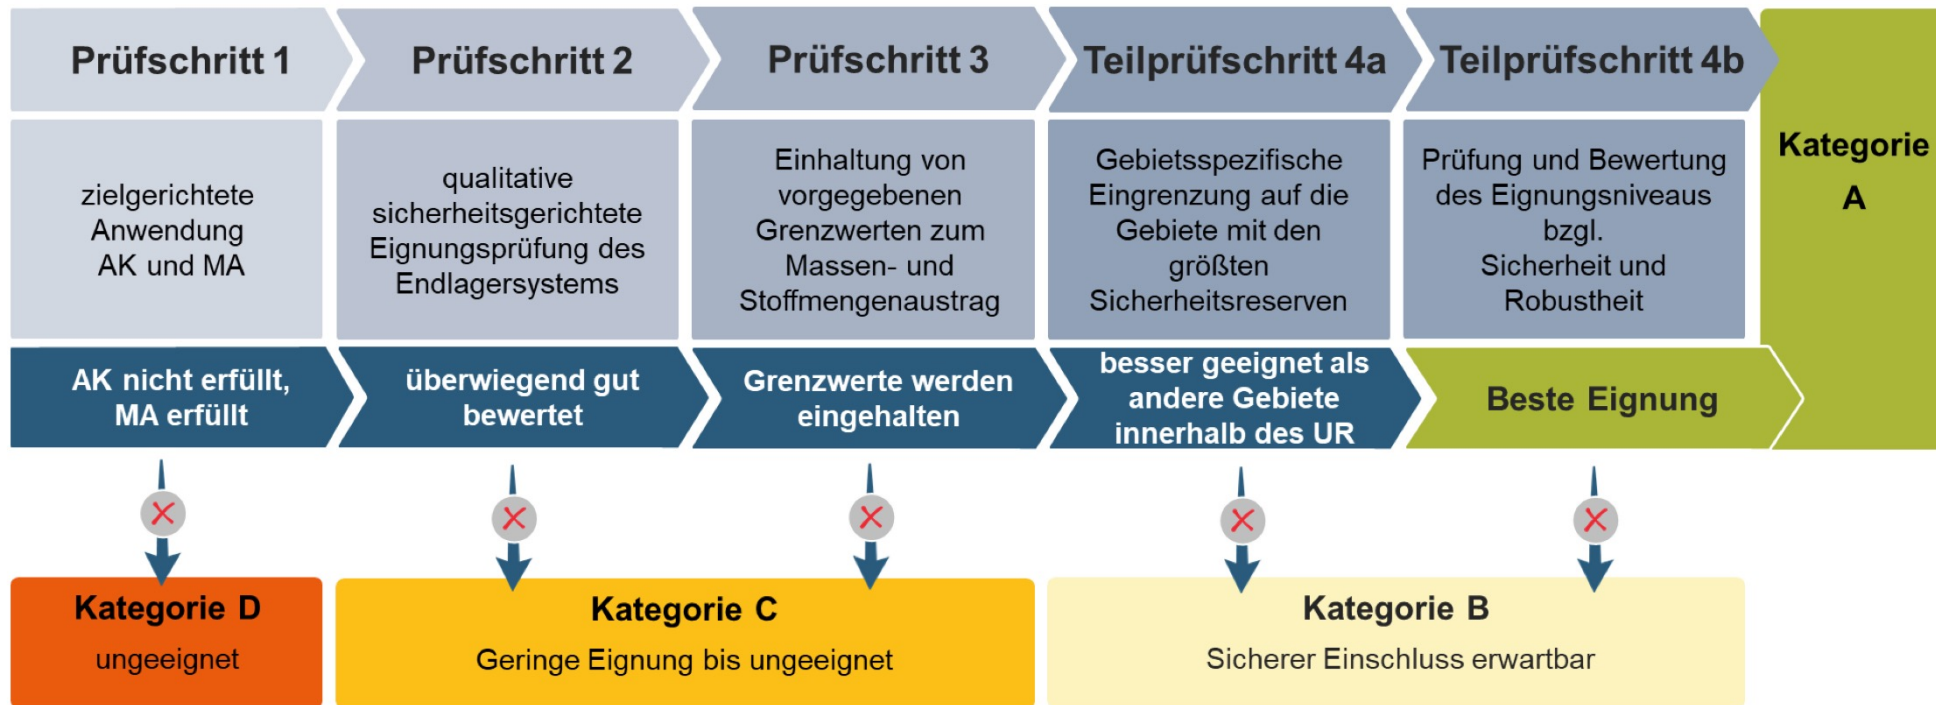 Prüfschritt 1
Prüfschritt 2
Prüfschritt 3
Teilprüfschritt 4a
Teilprüfschritt 4b
Kategorie
A
zielgerichtete
Anwendung
AK und MA
qualitative
sicherheitsgerichtete
Eignungsprüfung des
Endlagersystems
Einhaltung von
vorgegebenen
Grenzwerten zum
Massen- und
Stoffmengenaustrag
Gebietsspezifische
Eingrenzung auf die
Gebiete mit den
größten
Sicherheitsreserven
Prüfung und Bewertung
des Eignungsniveaus
bzgl.
Sicherheit und
Robustheit
AK nicht erfüllt,
MA erfüllt
überwiegend gut
bewertet
Grenzwerte werden
eingehalten
besser geeignet als
andere Gebiete
innerhalb des UR
Beste Eignung
Kategorie D
ungeeignet
Kategorie C
Geringe Eignung bis ungeeignet
Kategorie B
Sicherer Einschluss erwartbar